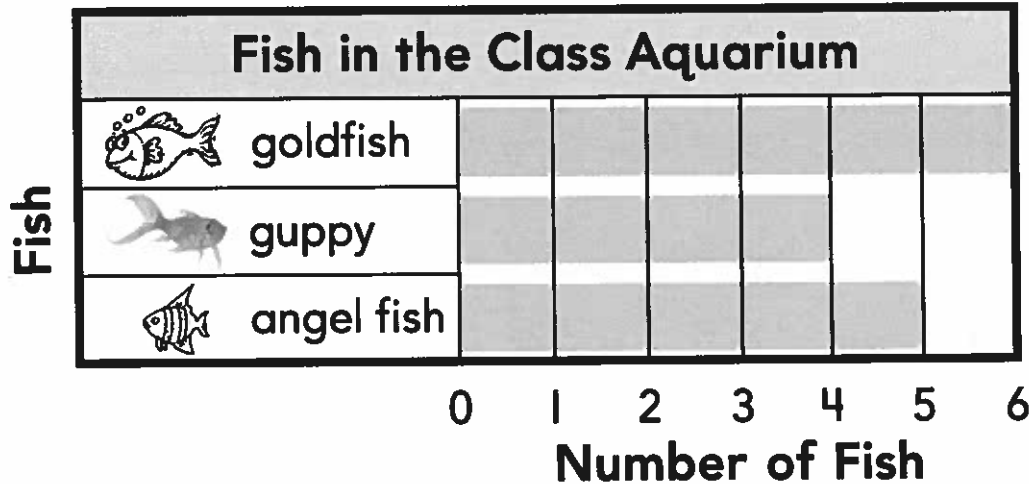 Fish in the Class Aquarium
Fish
goldfish
guppy
angel fish
0 1 2 3 4 5 6
Number of Fish